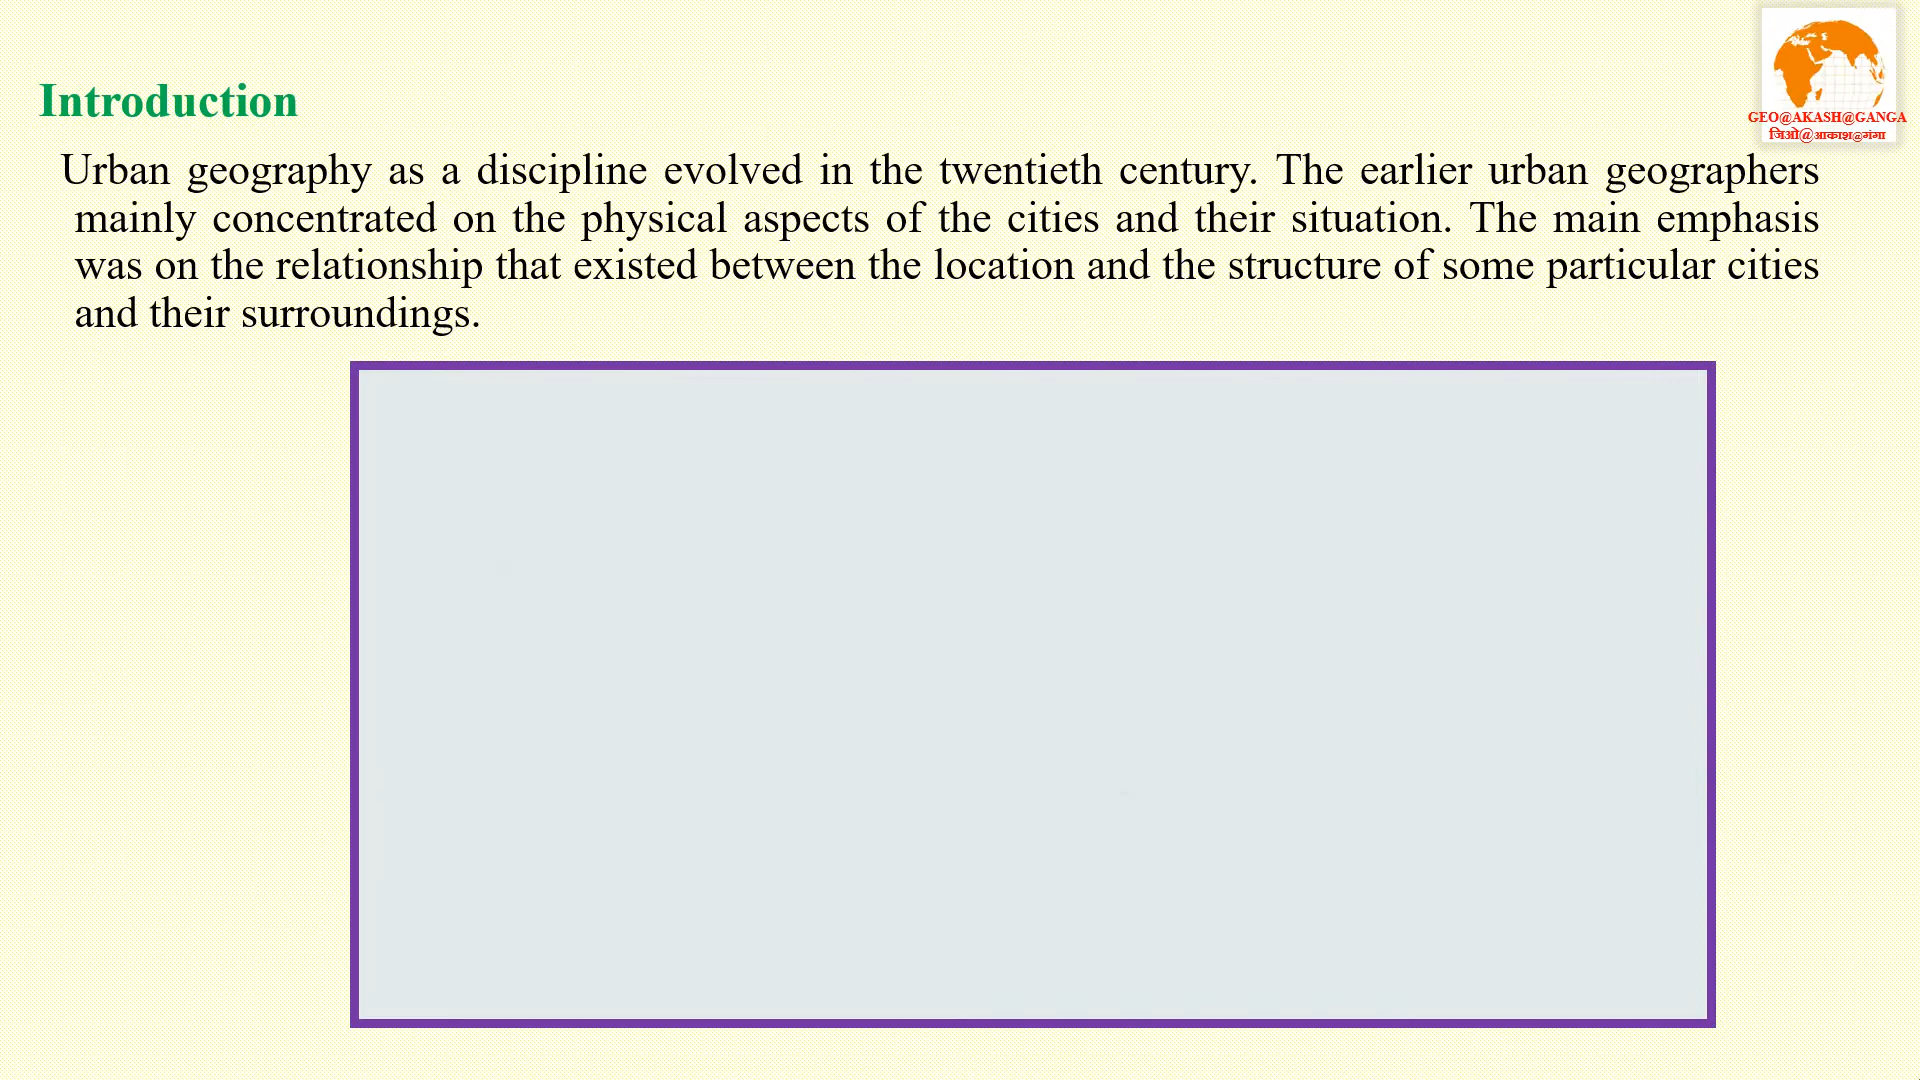 GEO@AKASH@GANGA
जिओ@आकाश@गंगा
Introduction
Urban geography as a discipline evolved in the twentieth century. The earlier urban geographers
mainly concentrated on the physical aspects of the cities and their situation. The main emphasis
was on the relationship that existed between the location and the structure of some particular cities
and their surroundings.